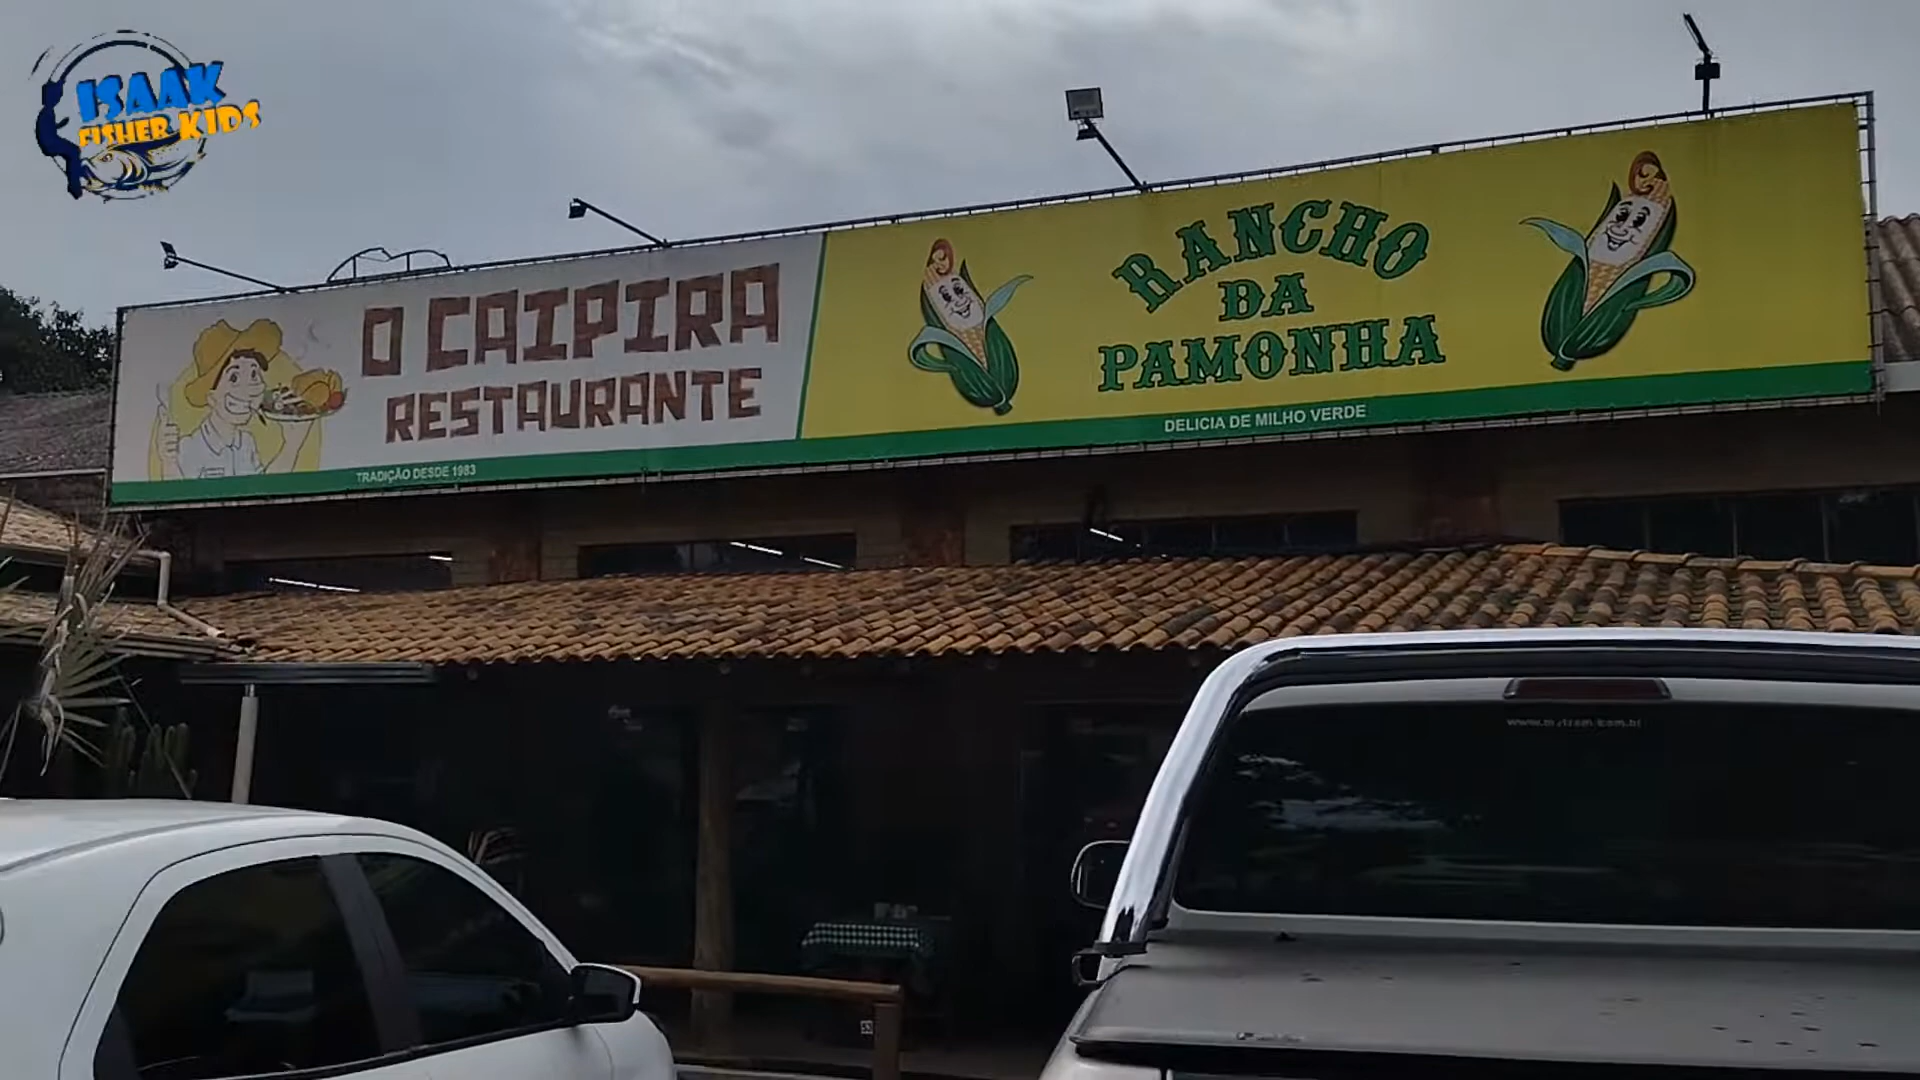 ISAAK
FISHER KIDS
O CAIPIRA
RESTAURANTE
TRADIÇÃO DESDE 1983
RANCHO
DA
PAMONHA
DELICIA DE MILHO VERDE